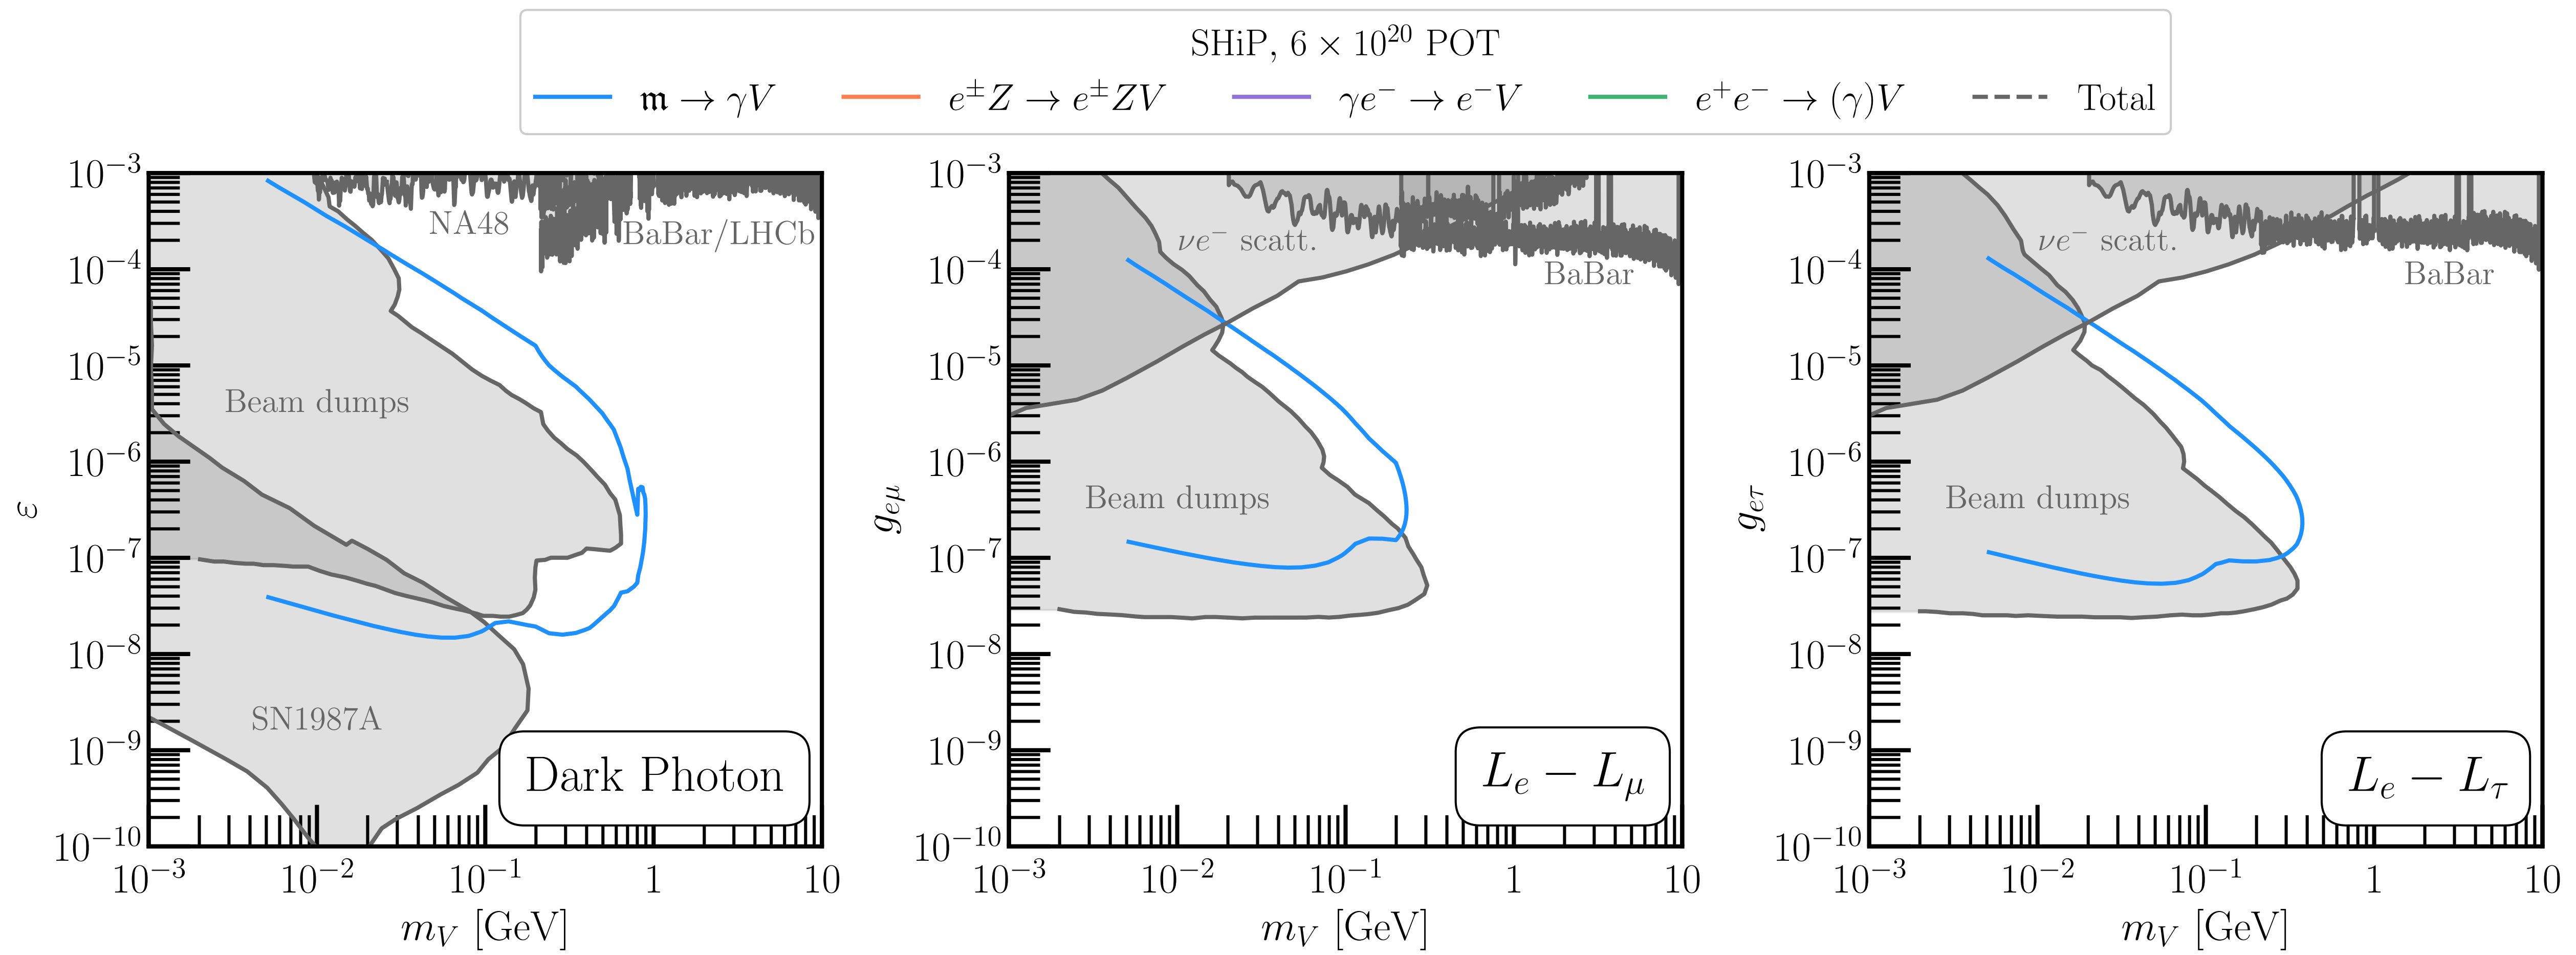 SHiP, 6 × 10²⁰ POT
𝔪 → γV
e±Z → e±ZV
γe⁻ → e⁻V
e⁺e⁻ → (γ)V
Total
ε
10⁻³
10⁻⁴
10⁻⁵
10⁻⁶
10⁻⁷
10⁻⁸
10⁻⁹
10⁻¹⁰
NA48
BaBar/LHCb
Beam dumps
SN1987A
Dark Photon
10⁻³ 10⁻² 10⁻¹ 1 10
m_V [GeV]
g_{eμ}
10⁻³
10⁻⁴
10⁻⁵
10⁻⁶
10⁻⁷
10⁻⁸
10⁻⁹
10⁻¹⁰
νe⁻ scatt.
BaBar
Beam dumps
L_e − L_μ
10⁻³ 10⁻² 10⁻¹ 1 10
m_V [GeV]
g_{eτ}
10⁻³
10⁻⁴
10⁻⁵
10⁻⁶
10⁻⁷
10⁻⁸
10⁻⁹
10⁻¹⁰
νe⁻ scatt.
BaBar
Beam dumps
L_e − L_τ
10⁻³ 10⁻² 10⁻¹ 1 10
m_V [GeV]